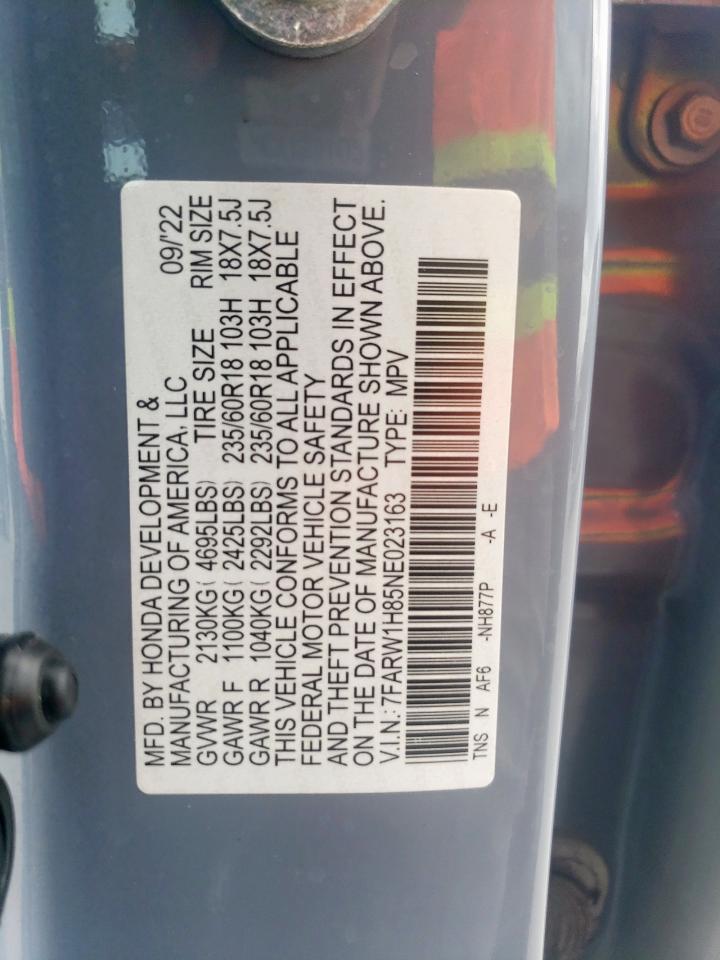 MFD. BY HONDA DEVELOPMENT &
MANUFACTURING OF AMERICA, LLC 09/'22
GVWR 2130KG( 4695LBS) TIRE SIZE RIM SIZE
GAWR F 1100KG( 2425LBS) 235/60R18 103H 18X7.5J
GAWR R 1040KG( 2292LBS) 235/60R18 103H 18X7.5J
THIS VEHICLE CONFORMS TO ALL APPLICABLE
FEDERAL MOTOR VEHICLE SAFETY
AND THEFT PREVENTION STANDARDS IN EFFECT
ON THE DATE OF MANUFACTURE SHOWN ABOVE.
V.I.N.: 7FARW1H85NE023163 TYPE: MPV
TNS N AF6 -NH877P -A -E